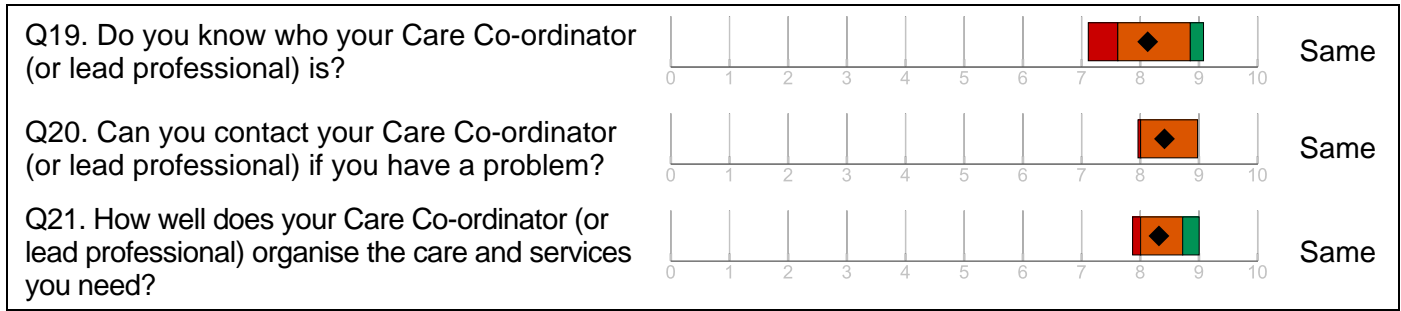 Q19. Do you know who your Care Co-ordinator
(or lead professional) is?
0 1 2 3 4 5 6 7 8 9 10
Same
Q20. Can you contact your Care Co-ordinator
(or lead professional) if you have a problem?
0 1 2 3 4 5 6 7 8 9 10
Same
Q21. How well does your Care Co-ordinator (or
lead professional) organise the care and services
you need?
0 1 2 3 4 5 6 7 8 9 10
Same